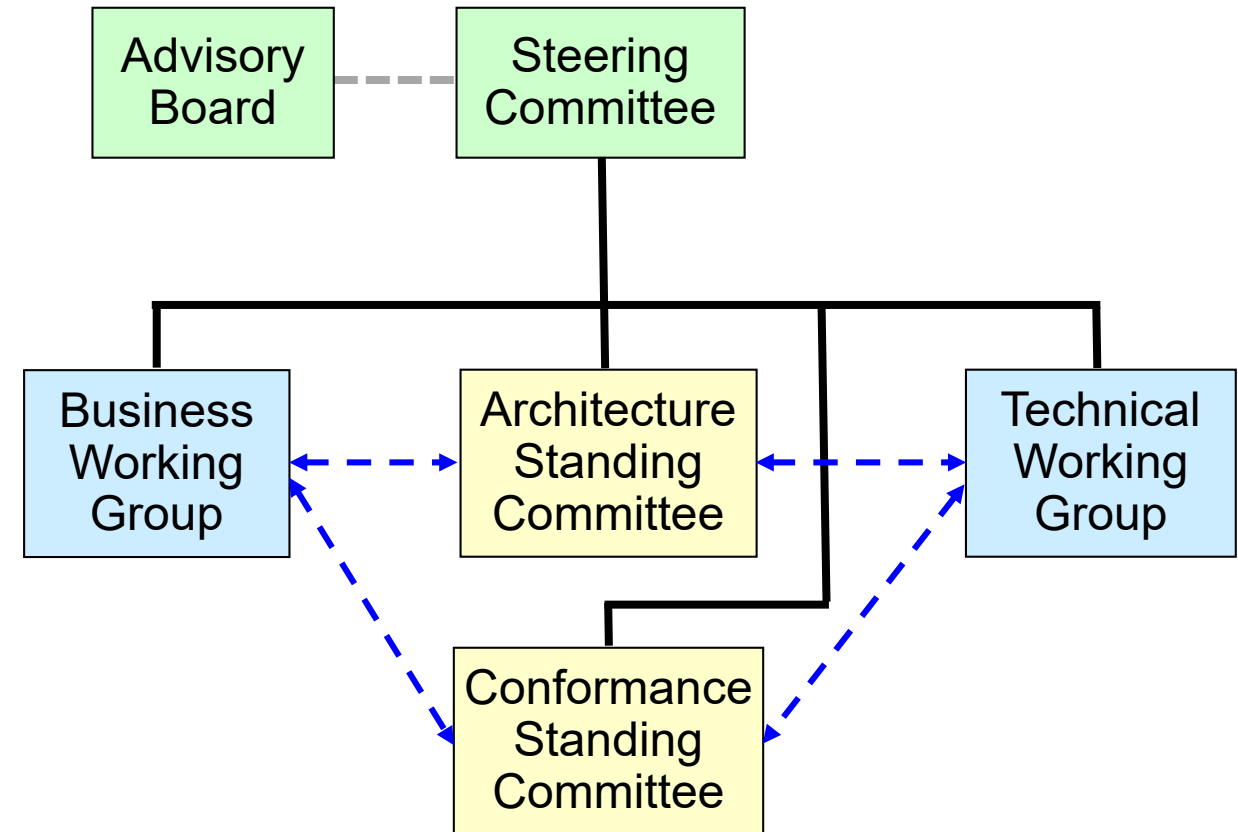 Advisory
Board
Steering
Committee
Business
Working
Group
Architecture
Standing
Committee
Technical
Working
Group
Conformance
Standing
Committee